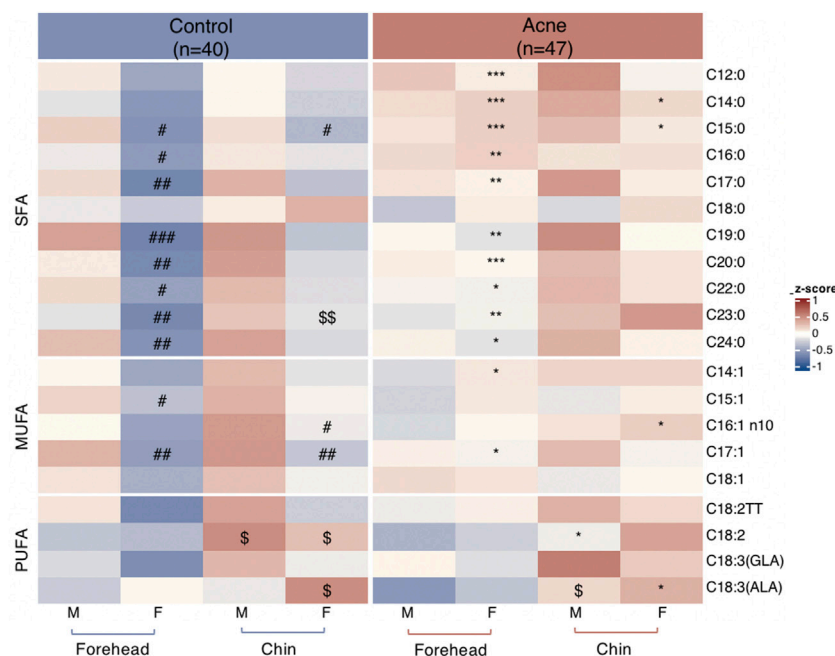 Control
(n=40)
Acne
(n=47)
SFA
*** C12:0
*** * C14:0
# # *** * C15:0
# ** C16:0
## ** C17:0
C18:0
### ** C19:0
## *** C20:0
# * C22:0
## $$ ** C23:0
## * C24:0
z-score
1
0.5
0
-0.5
-1
MUFA
* C14:1
# C15:1
# * C16:1 n10
## ## * C17:1
C18:1
PUFA
C18:2TT
$ $ * C18:2
C18:3(GLA)
$ $ * C18:3(ALA)
M F M F M F M F
Forehead Chin Forehead Chin